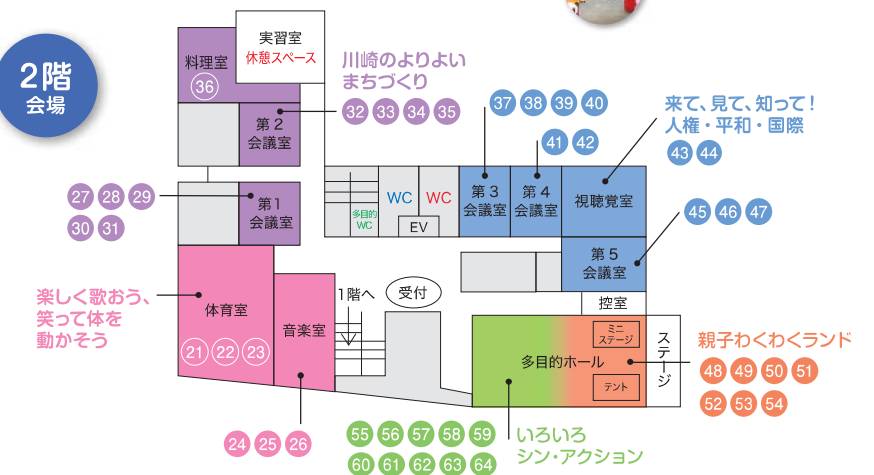 2階
会場
実習室
休憩スペース
料理室
36
第2
会議室
川崎のよりよい
まちづくり
32 33 34 35
27 28 29
30 31
第1
会議室
多目的
WC
WC
WC
EV
37 38 39 40
41 42
第3
会議室
第4
会議室
視聴覚室
来て、見て、知って!
人権・平和・国際
43 44
45 46 47
第5
会議室
控室
楽しく歌おう、
笑って体を
動かそう
体育室
21 22 23
音楽室
24 25 26
1階へ
受付
多目的ホール
ミニ
ステージ
テント
ステージ
親子わくわくランド
48 49 50 51
52 53 54
55 56 57 58 59
60 61 62 63 64
いろいろ
シン・アクション